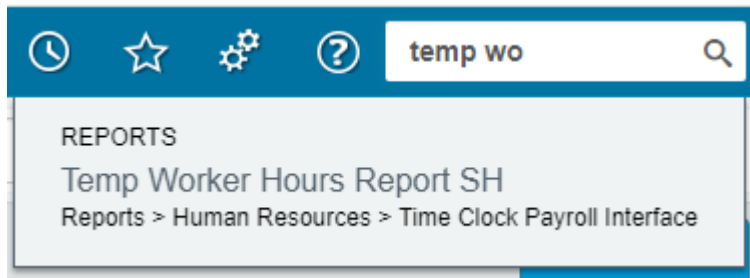 temp wo
REPORTS
Temp Worker Hours Report SH
Reports > Human Resources > Time Clock Payroll Interface